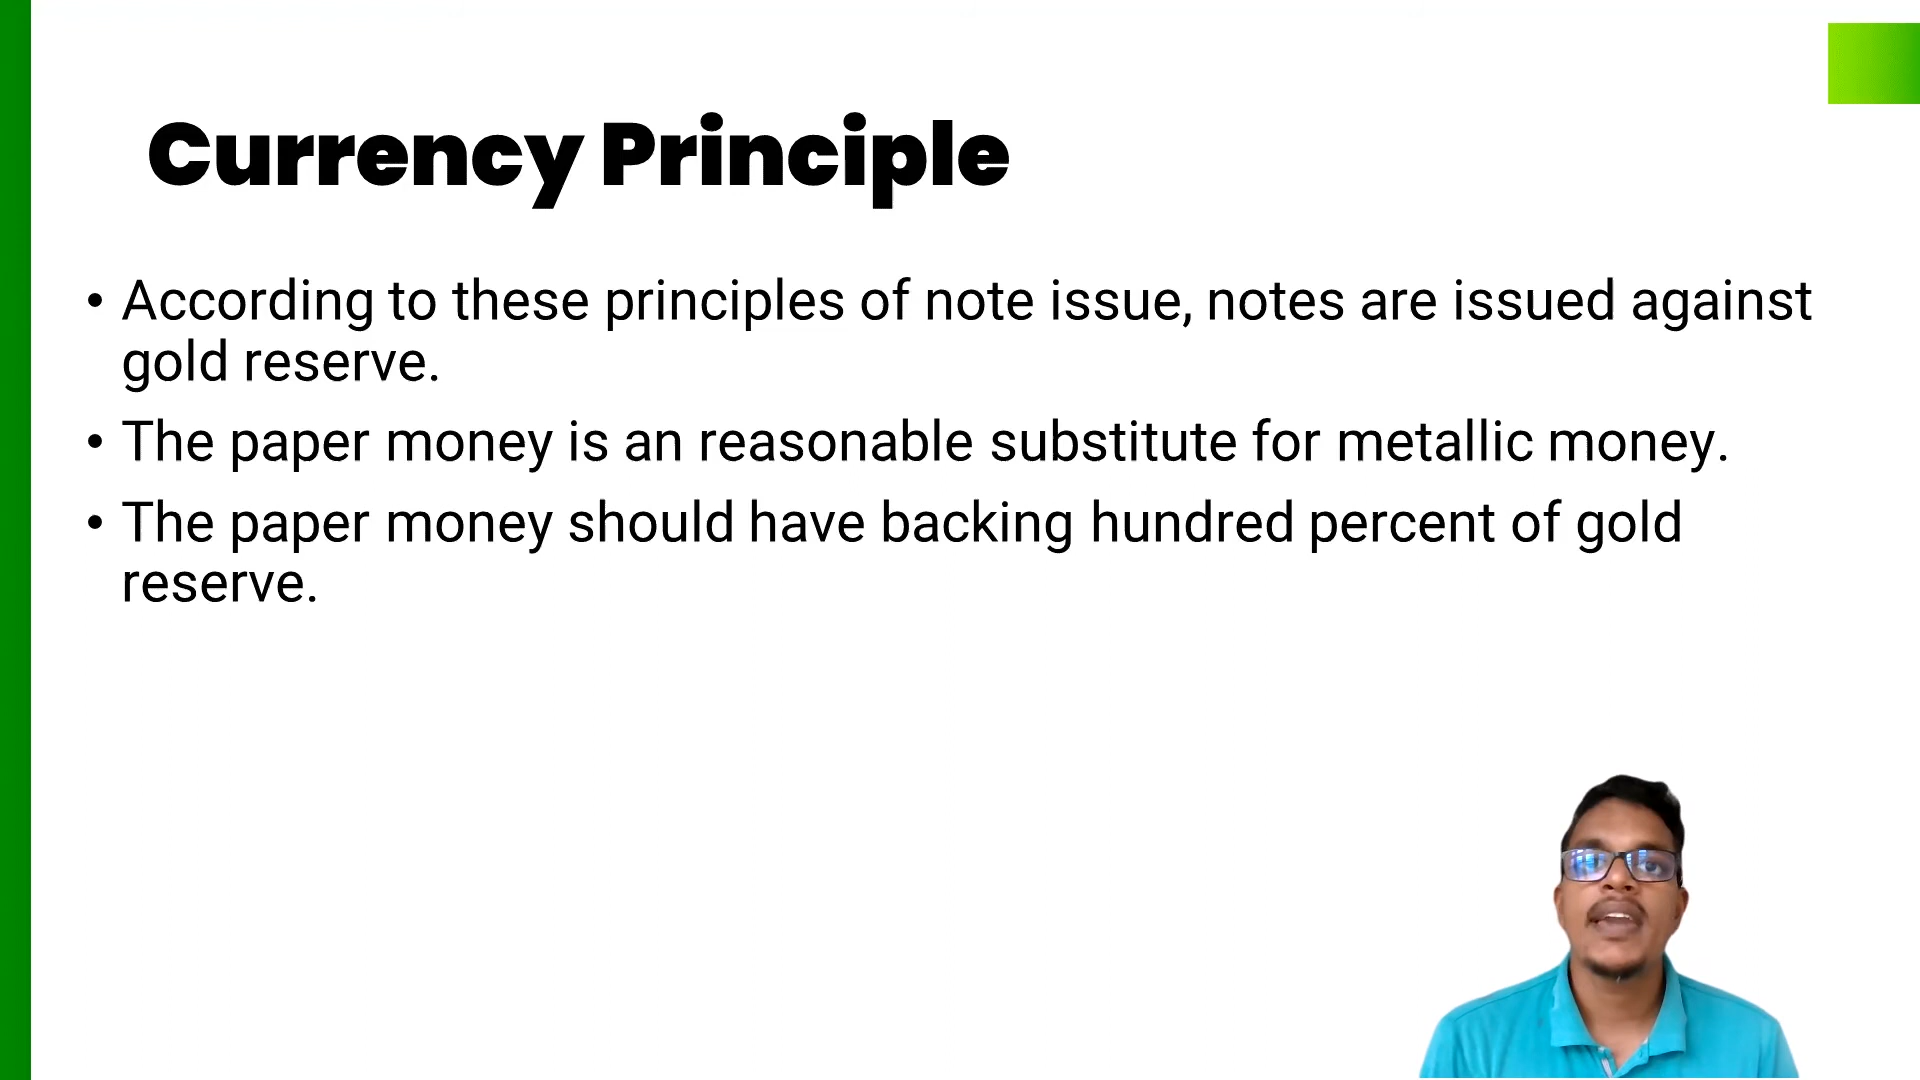 Currency Principle
• According to these principles of note issue, notes are issued against
gold reserve.
• The paper money is an reasonable substitute for metallic money.
• The paper money should have backing hundred percent of gold
reserve.